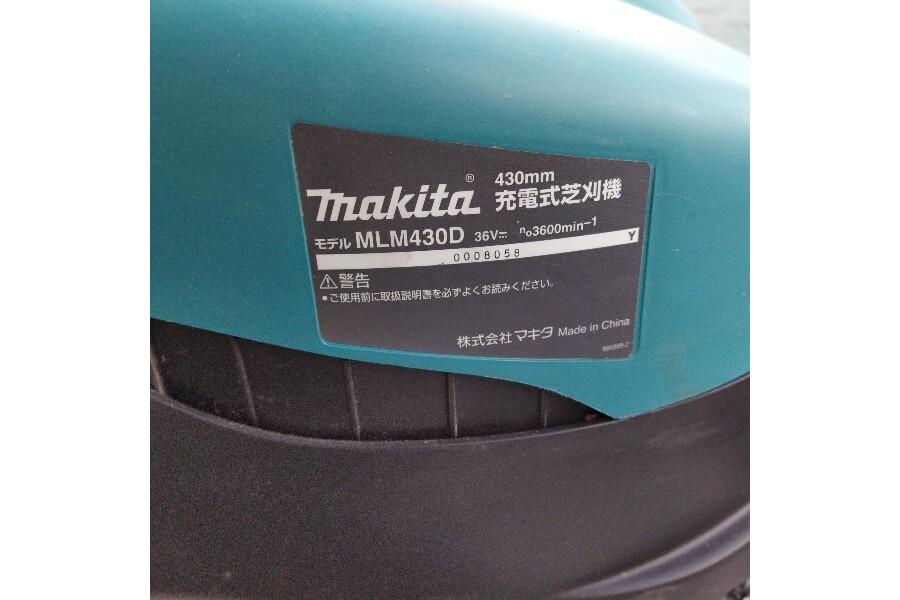 makita® 430mm
充電式芝刈機
モデル MLM430D 36V⎓ n₀3600min⁻¹
0008058 Y
⚠警告
●ご使用前に取扱説明書を必ずよくお読みください。
株式会社マキタ Made in China